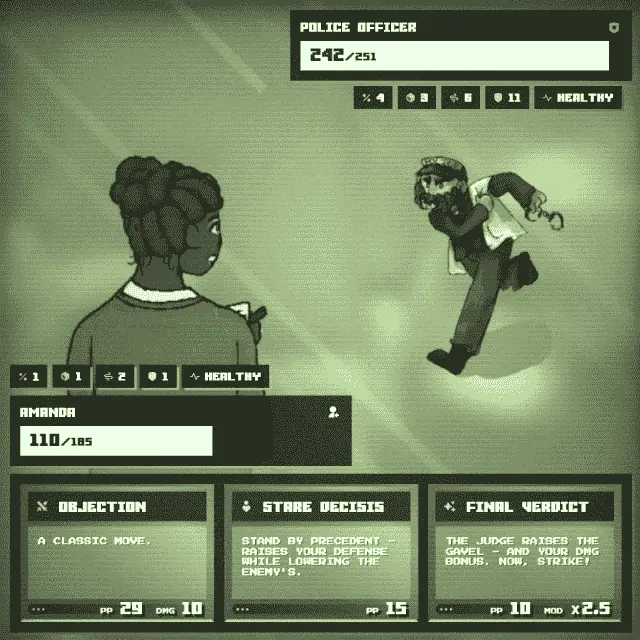 POLICE OFFICER
242/251
4 3 6 11 HEALTHY
1 1 2 1 HEALTHY
AMANDA
110/185
OBJECTION
A CLASSIC MOVE.
PP 29 DMG 10
STARE DECISIS
STAND BY PRECEDENT -
RAISES YOUR DEFENSE
WHILE LOWERING THE
ENEMY'S.
PP 15
FINAL VERDICT
THE JUDGE RAISES THE
GAVEL - AND YOUR DMG
BONUS. NOW, STRIKE!
PP 10 MOD X2.5